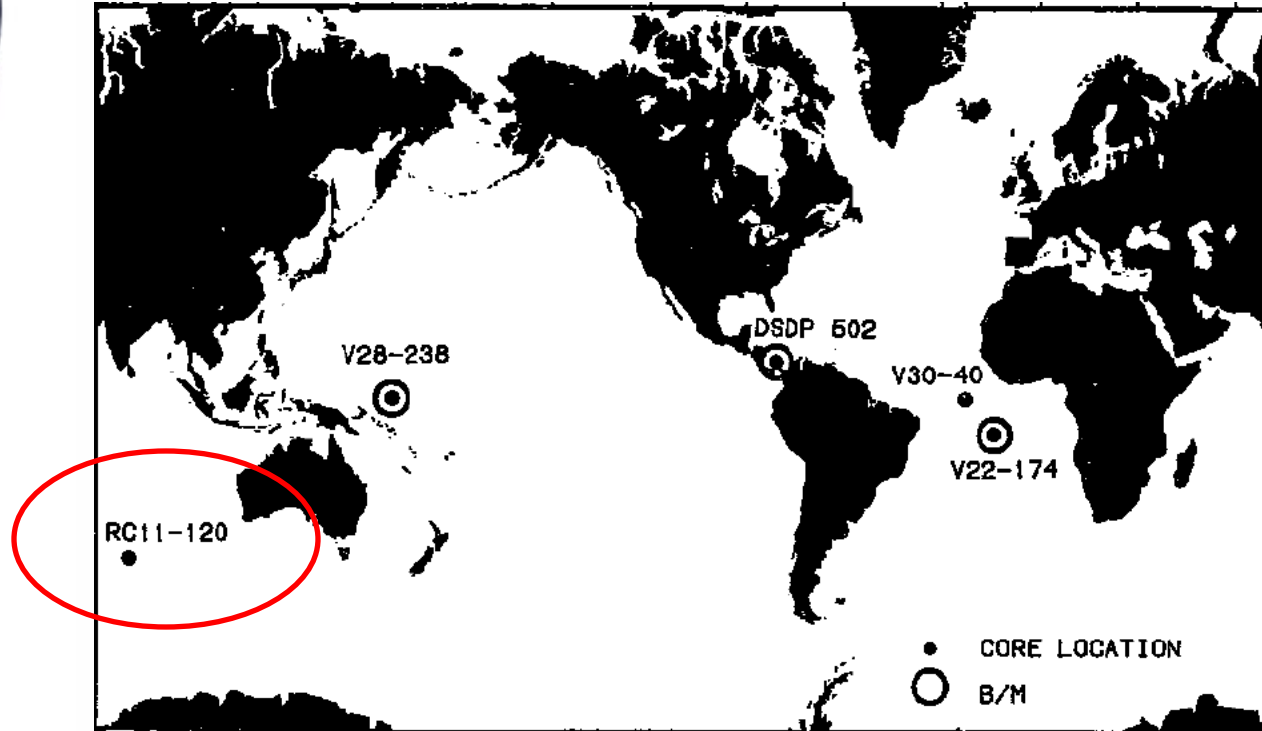 DSDP 502
V28-238
V30-40
V22-174
RC11-120
CORE LOCATION
B/M